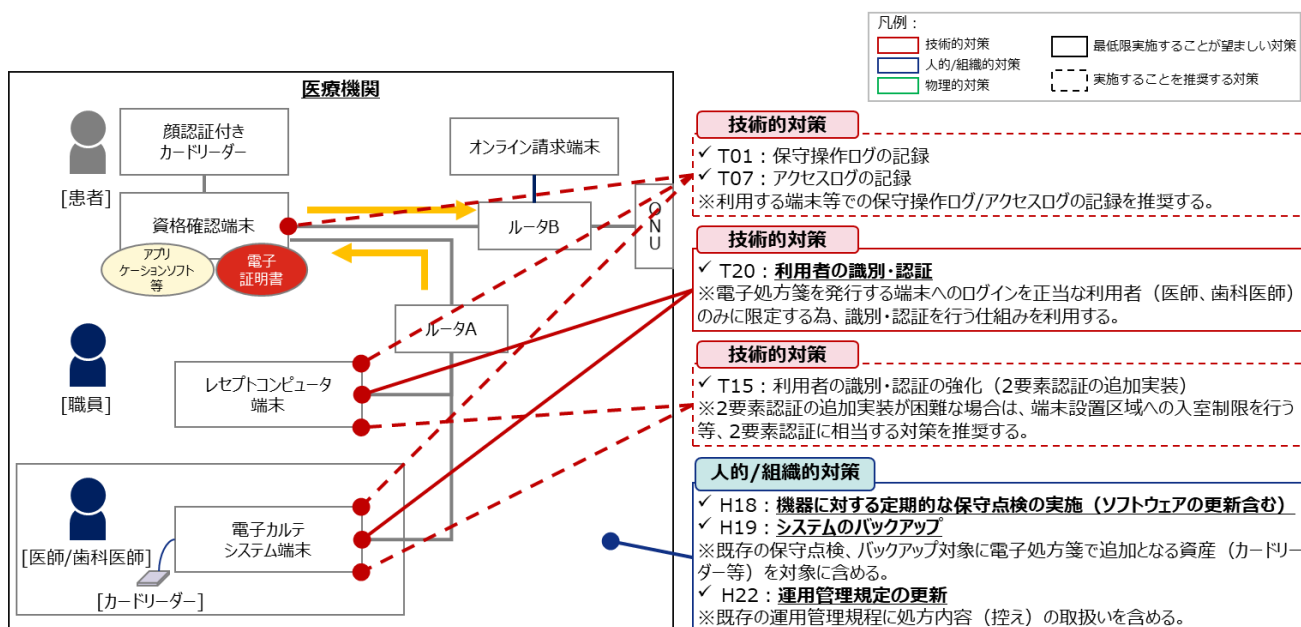 凡例：
技術的対策
最低限実施することが望ましい対策
人的/組織的対策
物理的対策
実施することを推奨する対策
医療機関
顔認証付き
カードリーダー
オンライン請求端末
[患者]
資格確認端末
ルータB
ONU
アプリ
ケーションソフト
等
電子
証明書
ルータA
レセプトコンピュータ
端末
[職員]
電子カルテ
システム端末
[医師/歯科医師]
[カードリーダー]
技術的対策
✓ T01：保守操作ログの記録
✓ T07：アクセスログの記録
※利用する端末等での保守操作ログ/アクセスログの記録を推奨する。
技術的対策
✓ T20：利用者の識別・認証
※電子処方箋を発行する端末へのログインを正当な利用者（医師、歯科医師）
のみに限定する為、識別・認証を行う仕組みを利用する。
技術的対策
✓ T15：利用者の識別・認証の強化（2要素認証の追加実装）
※2要素認証の追加実装が困難な場合は、端末設置区域への入室制限を行う
等、2要素認証に相当する対策を推奨する。
人的/組織的対策
✓ H18：機器に対する定期的な保守点検の実施（ソフトウェアの更新含む）
✓ H19：システムのバックアップ
※既存の保守点検、バックアップ対象に電子処方箋で追加となる資産（カードリー
ダー等）を対象に含める。
✓ H22：運用管理規定の更新
※既存の運用管理規程に処方内容（控え）の取扱いを含める。